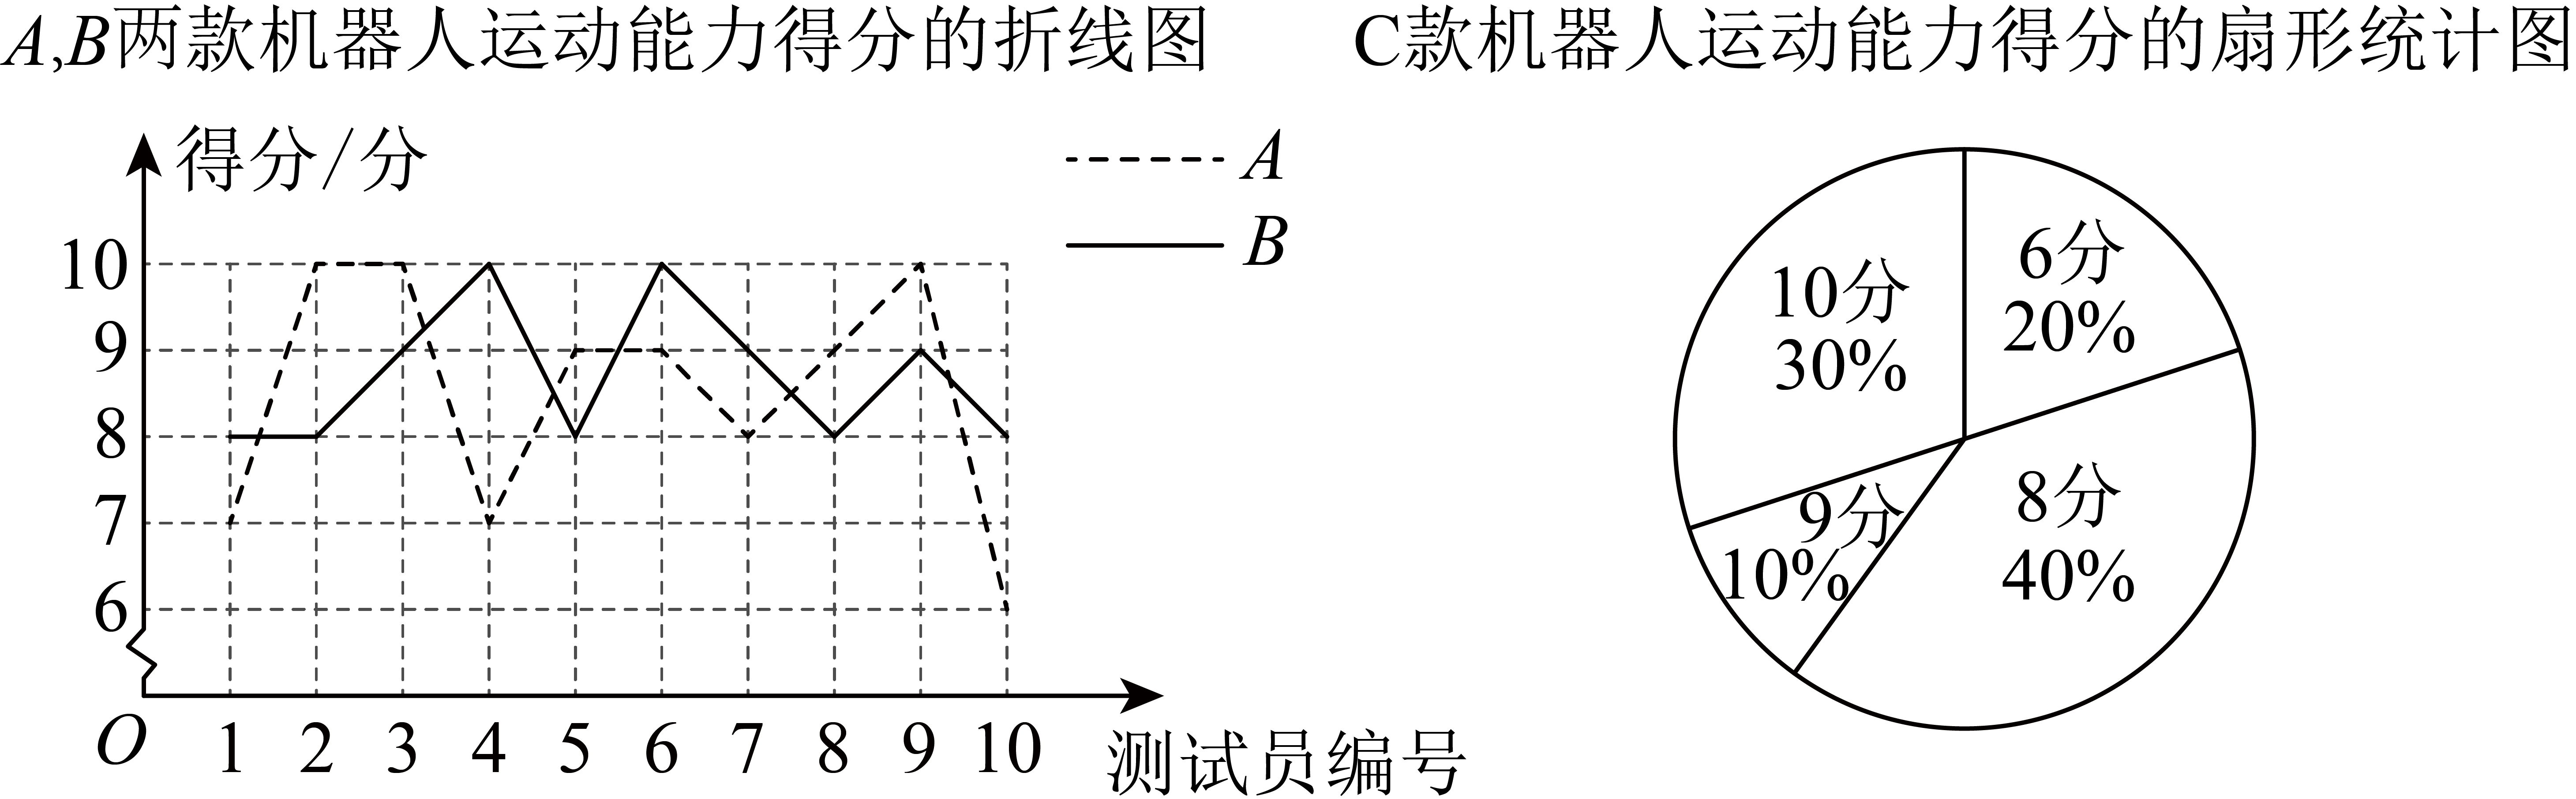 A,B两款机器人运动能力得分的折线图
C款机器人运动能力得分的扇形统计图
得分/分
A
B
10
9
8
7
6
O
1 2 3 4 5 6 7 8 9 10
测试员编号
10分
30%
6分
20%
9分
10%
8分
40%